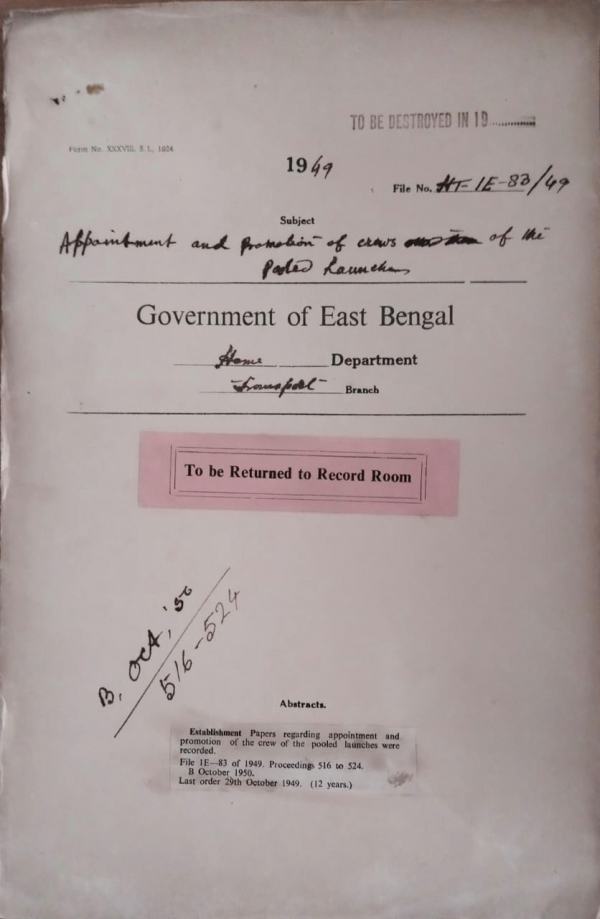 TO BE DESTROYED IN 19..........
Form No. XXXVIII, S.L., 1824
1949
File No. HT-1E-83/49
Subject
Appointment and promotion of crews of the
Pooled Launches
Government of East Bengal
Home Department
Transport Branch
To be Returned to Record Room
B, Oct, '50
516-524
Abstracts.
Establishment Papers regarding appointment and
promotion of the crew of the pooled launches were
recorded.
File 1E—83 of 1949. Proceedings 516 to 524.
B October 1950.
Last order 29th October 1949. (12 years.)